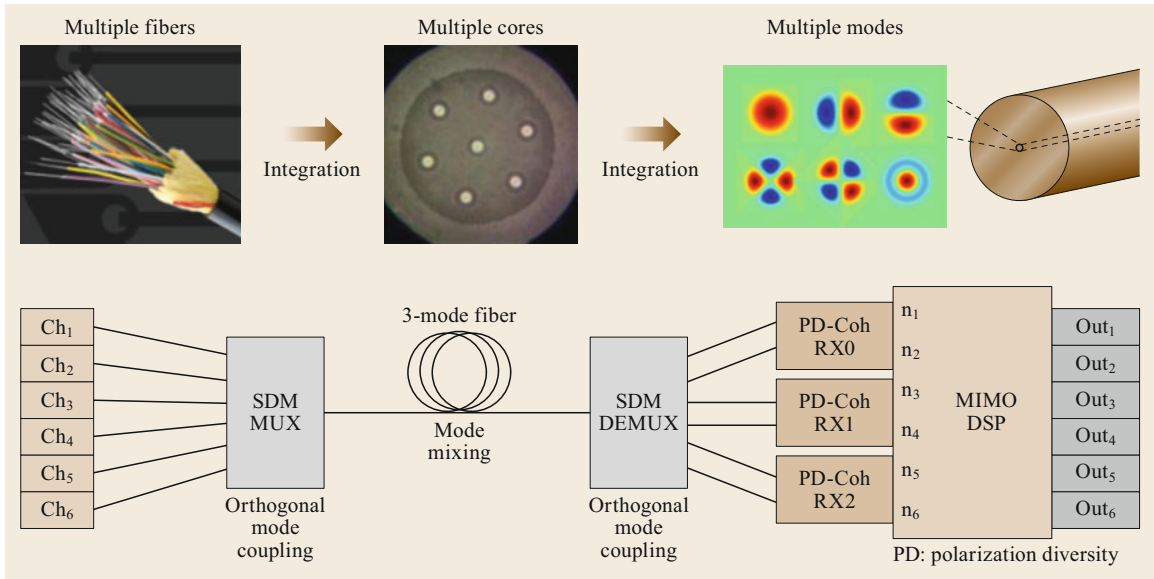 Multiple fibers
Multiple cores
Multiple modes
Integration
Integration
Ch₁
Ch₂
Ch₃
Ch₄
Ch₅
Ch₆
SDM
MUX
Orthogonal
mode
coupling
3-mode fiber
Mode
mixing
SDM
DEMUX
Orthogonal
mode
coupling
PD-Coh
RX0
PD-Coh
RX1
PD-Coh
RX2
n₁
n₂
n₃
n₄
n₅
n₆
MIMO
DSP
Out₁
Out₂
Out₃
Out₄
Out₅
Out₆
PD: polarization diversity